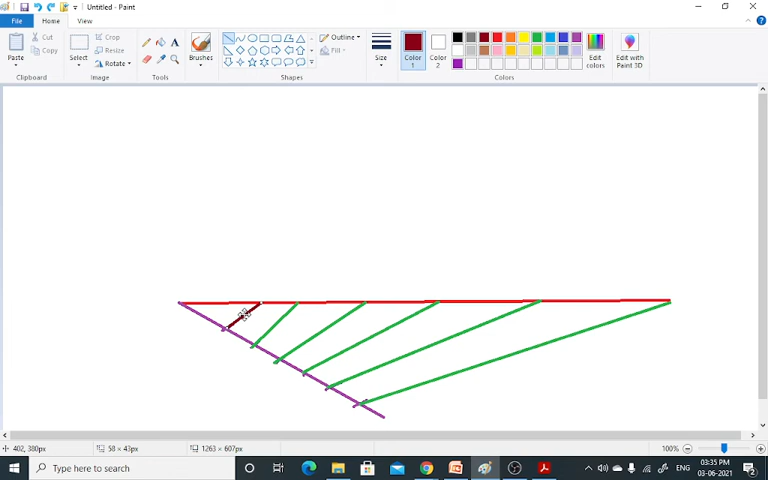 Untitled - Paint
File
Home
View
Paste
Cut
Copy
Clipboard
Select
Crop
Resize
Rotate
Image
A
Tools
Brushes
Shapes
Outline
Fill
Size
Color
1
Color
2
Edit
colors
Colors
Edit with
Paint 3D
402, 380px
58 × 43px
1263 × 607px
100%
Type here to search
ENG
03:35 PM
03-06-2021
2